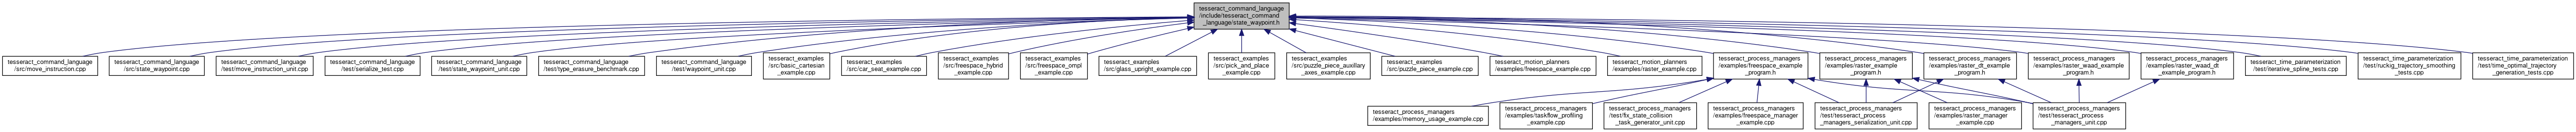 tesseract_command_language
/include/tesseract_command
_language/state_waypoint.h
tesseract_command_language
/src/move_instruction.cpp
tesseract_command_language
/src/state_waypoint.cpp
tesseract_command_language
/test/move_instruction_unit.cpp
tesseract_command_language
/test/serialize_test.cpp
tesseract_command_language
/test/state_waypoint_unit.cpp
tesseract_command_language
/test/type_erasure_benchmark.cpp
tesseract_command_language
/test/waypoint_unit.cpp
tesseract_examples
/src/basic_cartesian
_example.cpp
tesseract_examples
/src/car_seat_example.cpp
tesseract_examples
/src/freespace_hybrid
_example.cpp
tesseract_examples
/src/freespace_ompl
_example.cpp
tesseract_examples
/src/glass_upright_example.cpp
tesseract_examples
/src/pick_and_place
_example.cpp
tesseract_examples
/src/puzzle_piece_auxillary
_axes_example.cpp
tesseract_examples
/src/puzzle_piece_example.cpp
tesseract_motion_planners
/examples/freespace_example.cpp
tesseract_motion_planners
/examples/raster_example.cpp
tesseract_process_managers
/examples/freespace_example
_program.h
tesseract_process_managers
/examples/raster_example
_program.h
tesseract_process_managers
/examples/raster_dt_example
_program.h
tesseract_process_managers
/examples/raster_waad_example
_program.h
tesseract_process_managers
/examples/raster_waad_dt
_example_program.h
tesseract_time_parameterization
/test/iterative_spline_tests.cpp
tesseract_time_parameterization
/test/ruckig_trajectory_smoothing
_tests.cpp
tesseract_time_parameterization
/test/time_optimal_trajectory
_generation_tests.cpp
tesseract_process_managers
/examples/memory_usage_example.cpp
tesseract_process_managers
/examples/taskflow_profiling
_example.cpp
tesseract_process_managers
/test/fix_state_collision
_task_generator_unit.cpp
tesseract_process_managers
/examples/freespace_manager
_example.cpp
tesseract_process_managers
/test/tesseract_process
_managers_serialization_unit.cpp
tesseract_process_managers
/examples/raster_manager
_example.cpp
tesseract_process_managers
/test/tesseract_process
_managers_unit.cpp